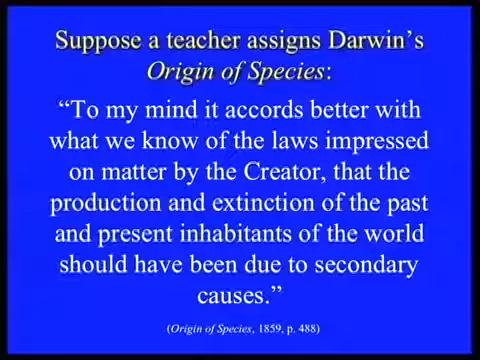 Suppose a teacher assigns Darwin’s
Origin of Species:
“To my mind it accords better with
what we know of the laws impressed
on matter by the Creator, that the
production and extinction of the past
and present inhabitants of the world
should have been due to secondary
causes.”
(Origin of Species, 1859, p. 488)